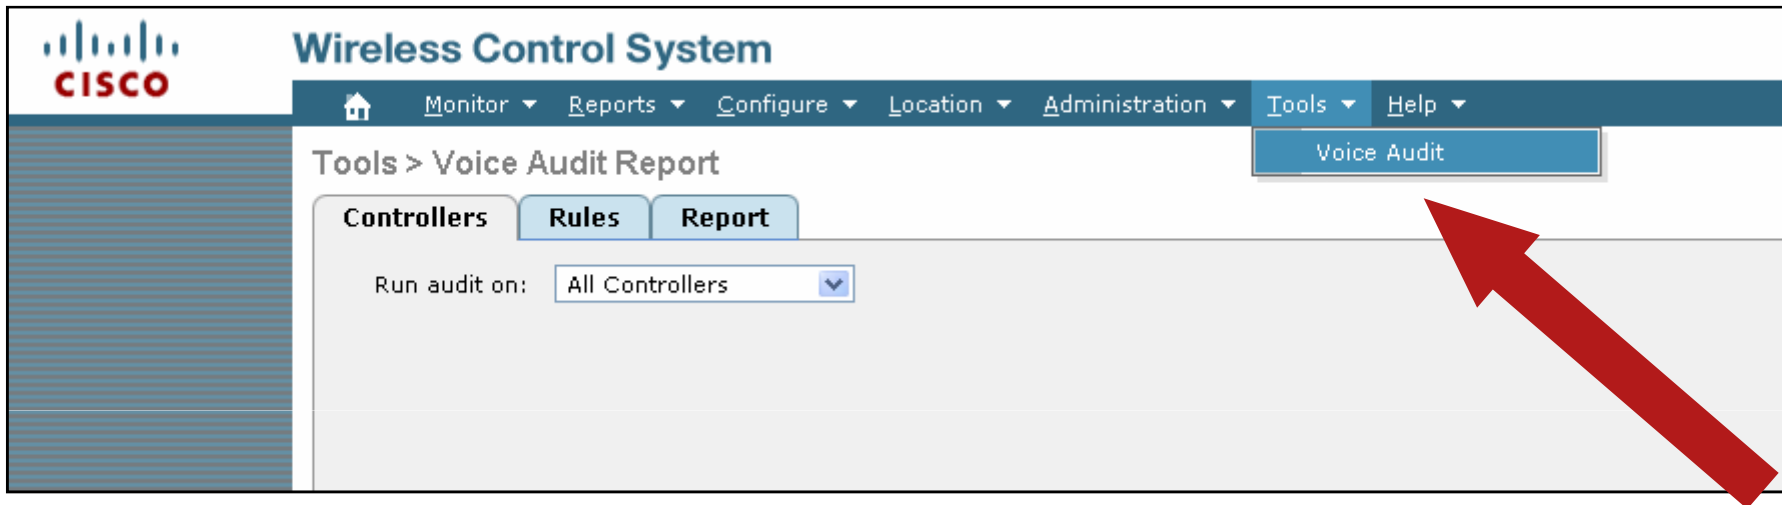 CISCO
Wireless Control System
Monitor Reports Configure Location Administration Tools Help
Voice Audit
Tools > Voice Audit Report
Controllers Rules Report
Run audit on: All Controllers